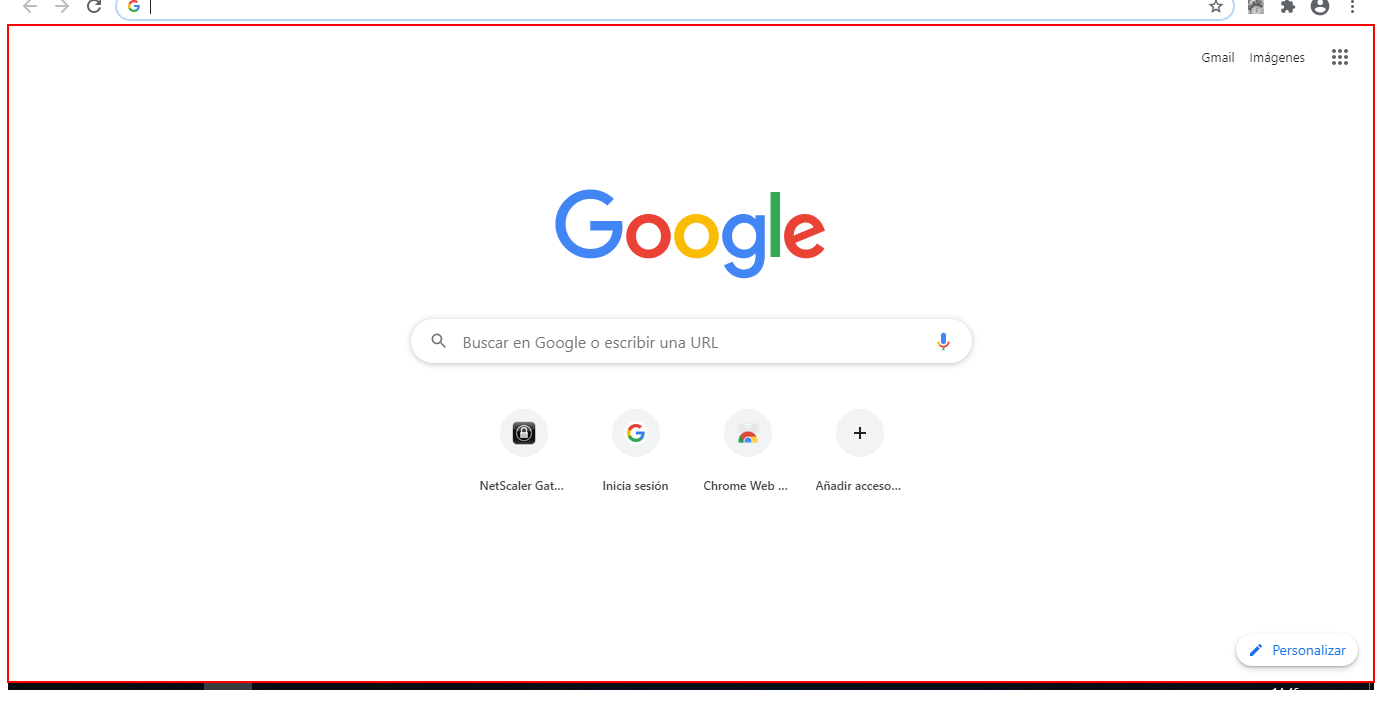 Gmail Imágenes
Google
Buscar en Google o escribir una URL
NetScaler Gat... Inicia sesión Chrome Web ... Añadir acceso...
Personalizar